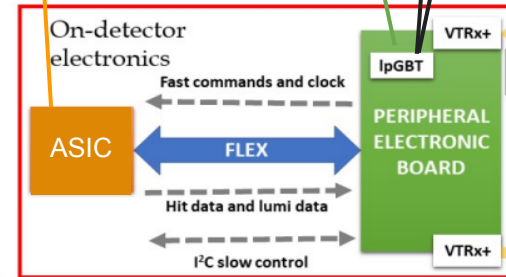 On-detector
electronics
VTRx+
lpGBT
Fast commands and clock
PERIPHERAL
ELECTRONIC
BOARD
ASIC
FLEX
Hit data and lumi data
I²C slow control
VTRx+